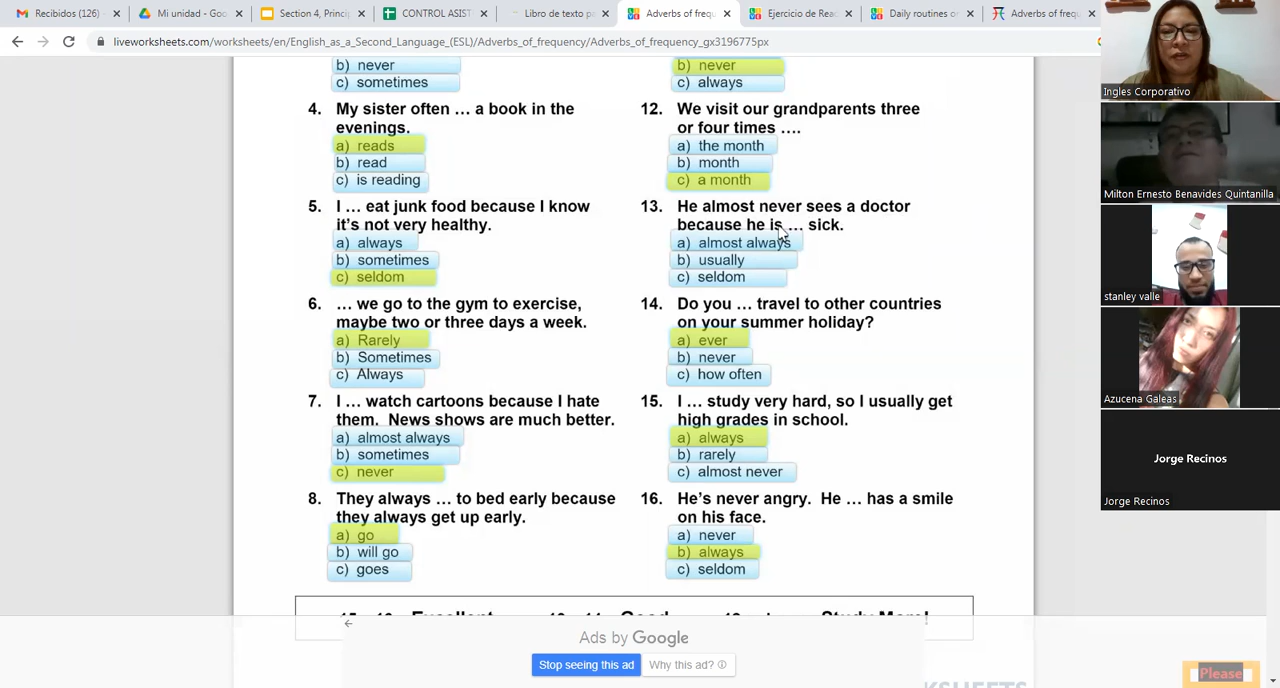 Recibidos (126)
Mi unidad - Goo
Section 4, Princi
CONTROL ASIST
Libro de texto p
Adverbs of freq
Ejercicio de Rea
Daily routines o
Adverbs of freq
liveworksheets.com/worksheets/en/English_as_a_Second_Language_(ESL)/Adverbs_of_frequency/Adverbs_of_frequency_gx3196775px
b) never
c) sometimes
4. My sister often … a book in the
evenings.
a) reads
b) read
c) is reading
5. I … eat junk food because I know
it's not very healthy.
a) always
b) sometimes
c) seldom
6. … we go to the gym to exercise,
maybe two or three days a week.
a) Rarely
b) Sometimes
c) Always
7. I … watch cartoons because I hate
them. News shows are much better.
a) almost always
b) sometimes
c) never
8. They always … to bed early because
they always get up early.
a) go
b) will go
c) goes
b) never
c) always
12. We visit our grandparents three
or four times ….
a) the month
b) month
c) a month
13. He almost never sees a doctor
because he is … sick.
a) almost always
b) usually
c) seldom
14. Do you … travel to other countries
on your summer holiday?
a) ever
b) never
c) how often
15. I … study very hard, so I usually get
high grades in school.
a) always
b) rarely
c) almost never
16. He's never angry. He … has a smile
on his face.
a) never
b) always
c) seldom
Excellent
Good
Study More!
Ads by Google
Stop seeing this ad
Why this ad?
Please
Ingles Corporativo
Milton Ernesto Benavides Quintanilla
stanley valle
Azucena Galeas
Jorge Recinos
Jorge Recinos